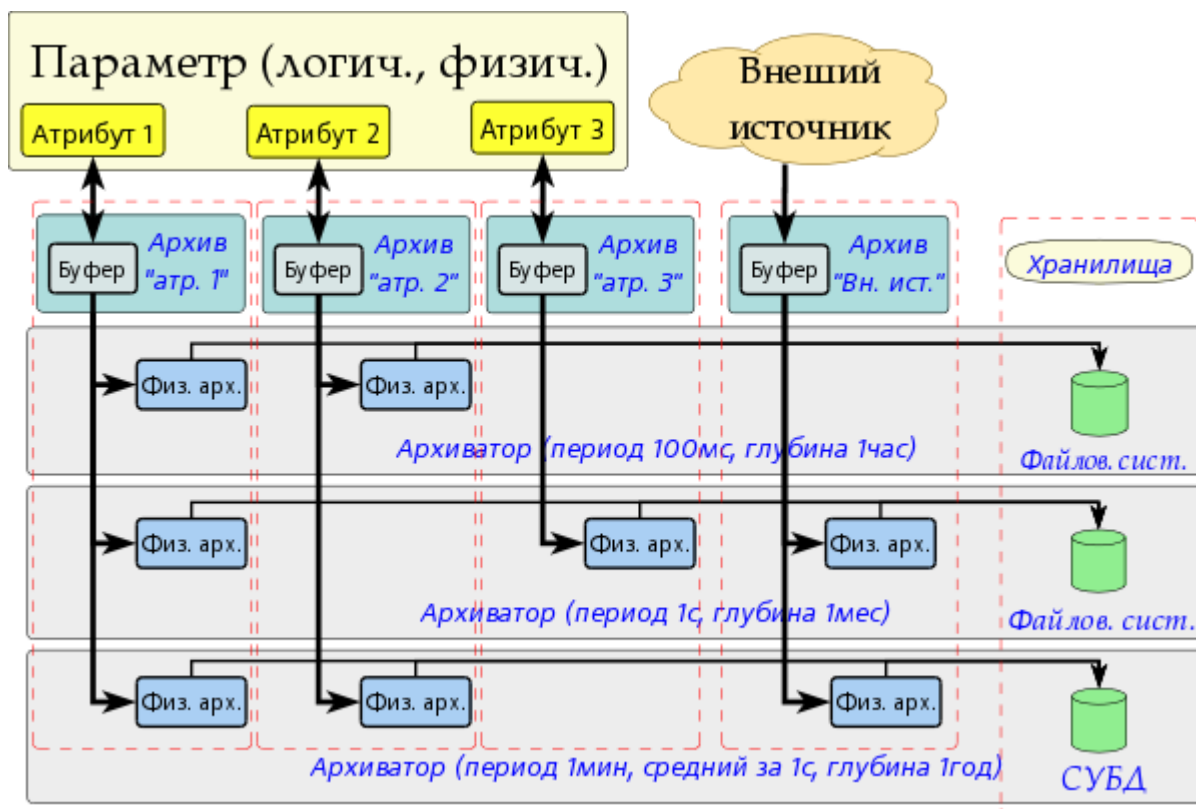 Параметр (логич., физич.)
Атрибут 1
Атрибут 2
Атрибут 3
Внеший
источник
Буфер
Архив
"атр. 1"
Буфер
Архив
"атр. 2"
Буфер
Архив
"атр. 3"
Буфер
Архив
"Вн. ист."
Хранилища
Физ. арх.
Физ. арх.
Архиватор (период 100мс, глубина 1час)
Файлов. сист.
Физ. арх.
Физ. арх.
Физ. арх.
Архиватор (период 1с, глубина 1мес)
Файлов. сист.
Физ. арх.
Физ. арх.
Физ. арх.
Архиватор (период 1мин, средний за 1с, глубина 1год)
СУБД